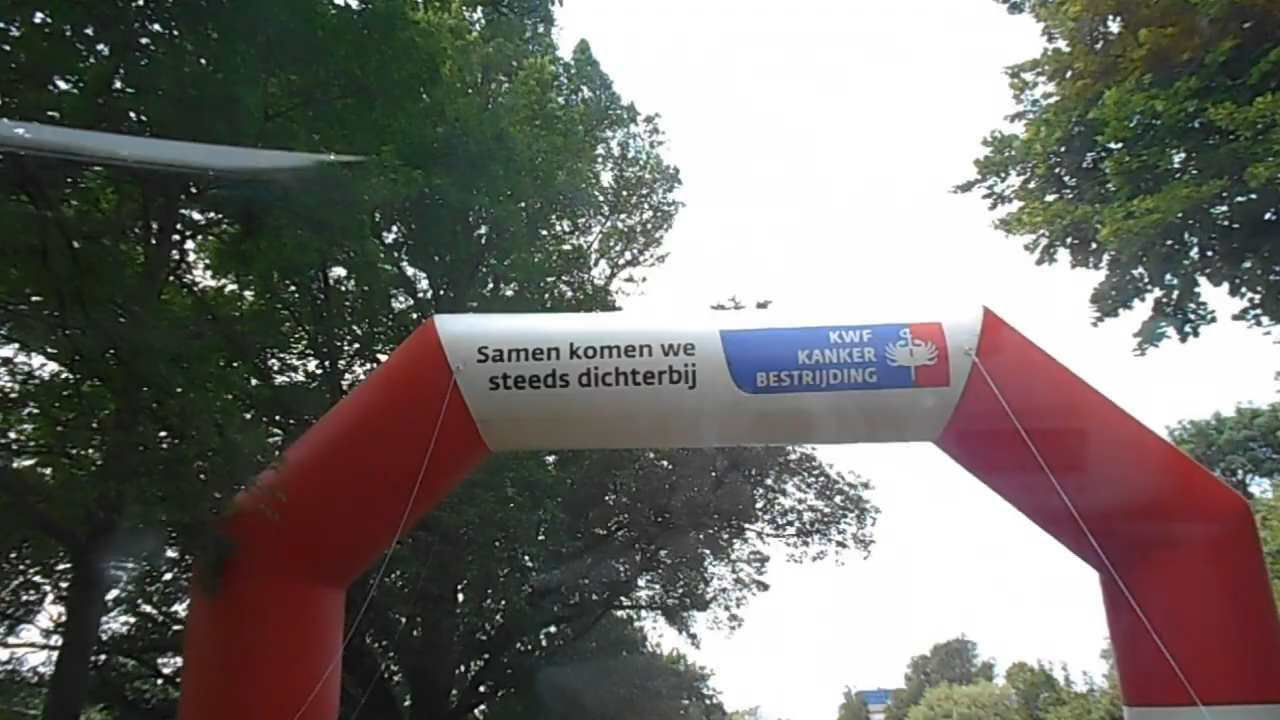 Samen komen we
steeds dichterbij
KWF
KANKER
BESTRIJDING